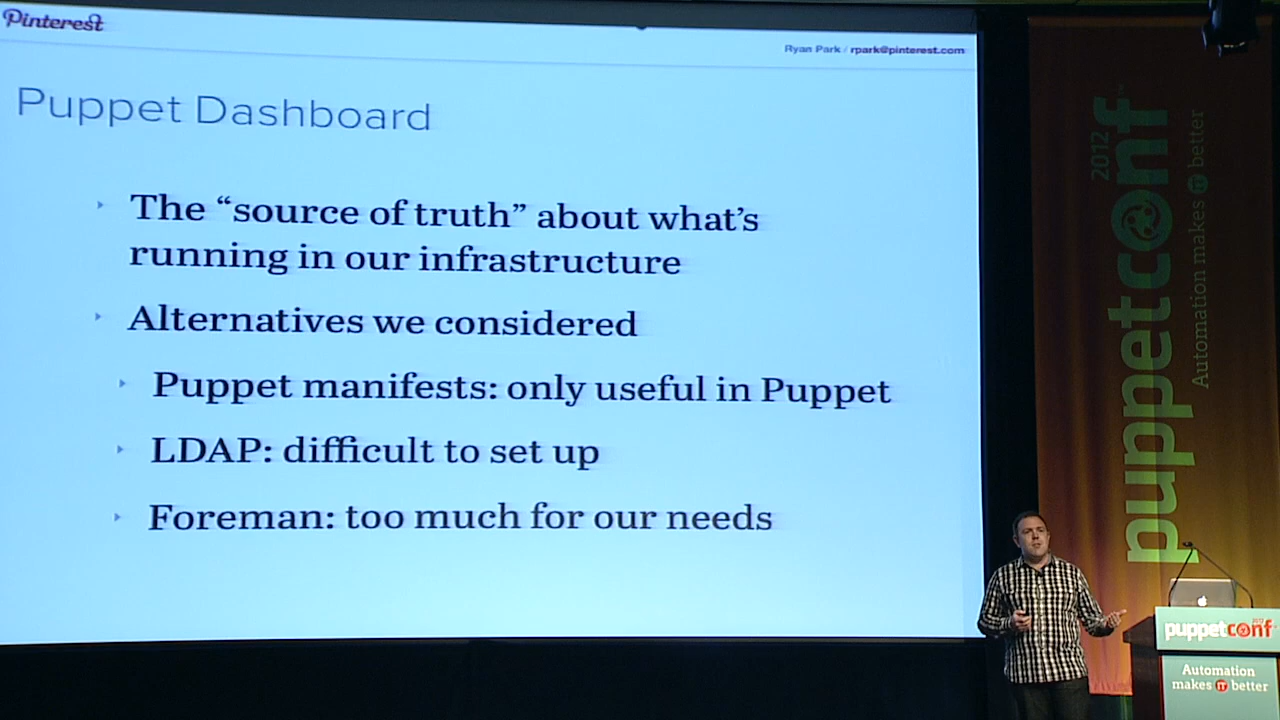 Pinterest
Ryan Park / rpark@pinterest.com
Puppet Dashboard
The “source of truth” about what’s
running in our infrastructure
Alternatives we considered
Puppet manifests: only useful in Puppet
LDAP: difficult to set up
Foreman: too much for our needs
puppetconf™
2012
Automation makes IT better
puppetconf
Automation
makes IT better